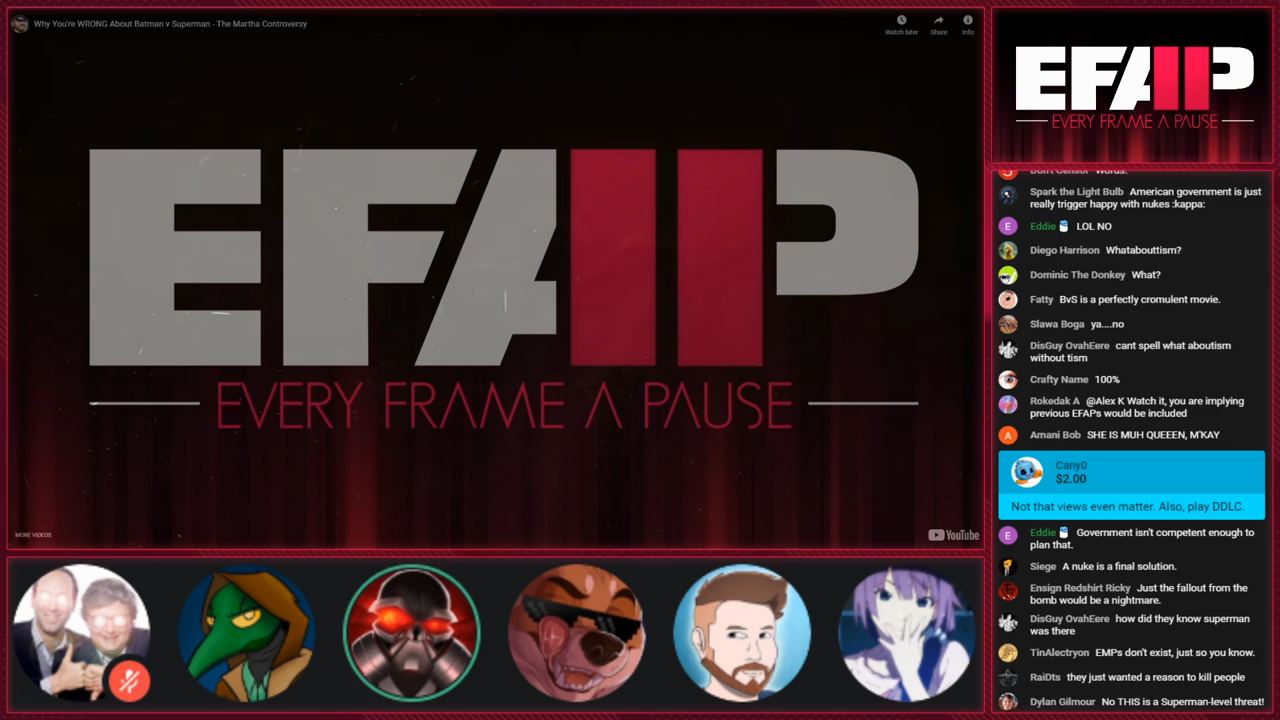 Why You're WRONG About Batman v Superman - The Martha Controversy
Watch later
Share
Info
EFAP
EVERY FRAME A PAUSE
MORE VIDEOS
YouTube
EFAP
EVERY FRAME A PAUSE
Don't Censor Words.
Spark the Light Bulb American government is just
really trigger happy with nukes :kappa:
E
Eddie LOL NO
Diego Harrison Whatabouttism?
Dominic The Donkey What?
Fatty BvS is a perfectly cromulent movie.
Slawa Boga ya....no
DisGuy OvahEere cant spell what aboutism
without tism
Crafty Name 100%
Rokedak A @Alex K Watch it, you are implying
previous EFAPs would be included
A
Amani Bob SHE IS MUH QUEEEN, M'KAY
Cany0
$2.00
Not that views even matter. Also, play DDLC.
E
Eddie Government isn't competent enough to
plan that.
Siege A nuke is a final solution.
Ensign Redshirt Ricky Just the fallout from the
bomb would be a nightmare.
DisGuy OvahEere how did they know superman
was there
TinAlectryon EMPs don't exist, just so you know.
RaiDts they just wanted a reason to kill people
Dylan Gilmour No THIS is a Superman-level threat!